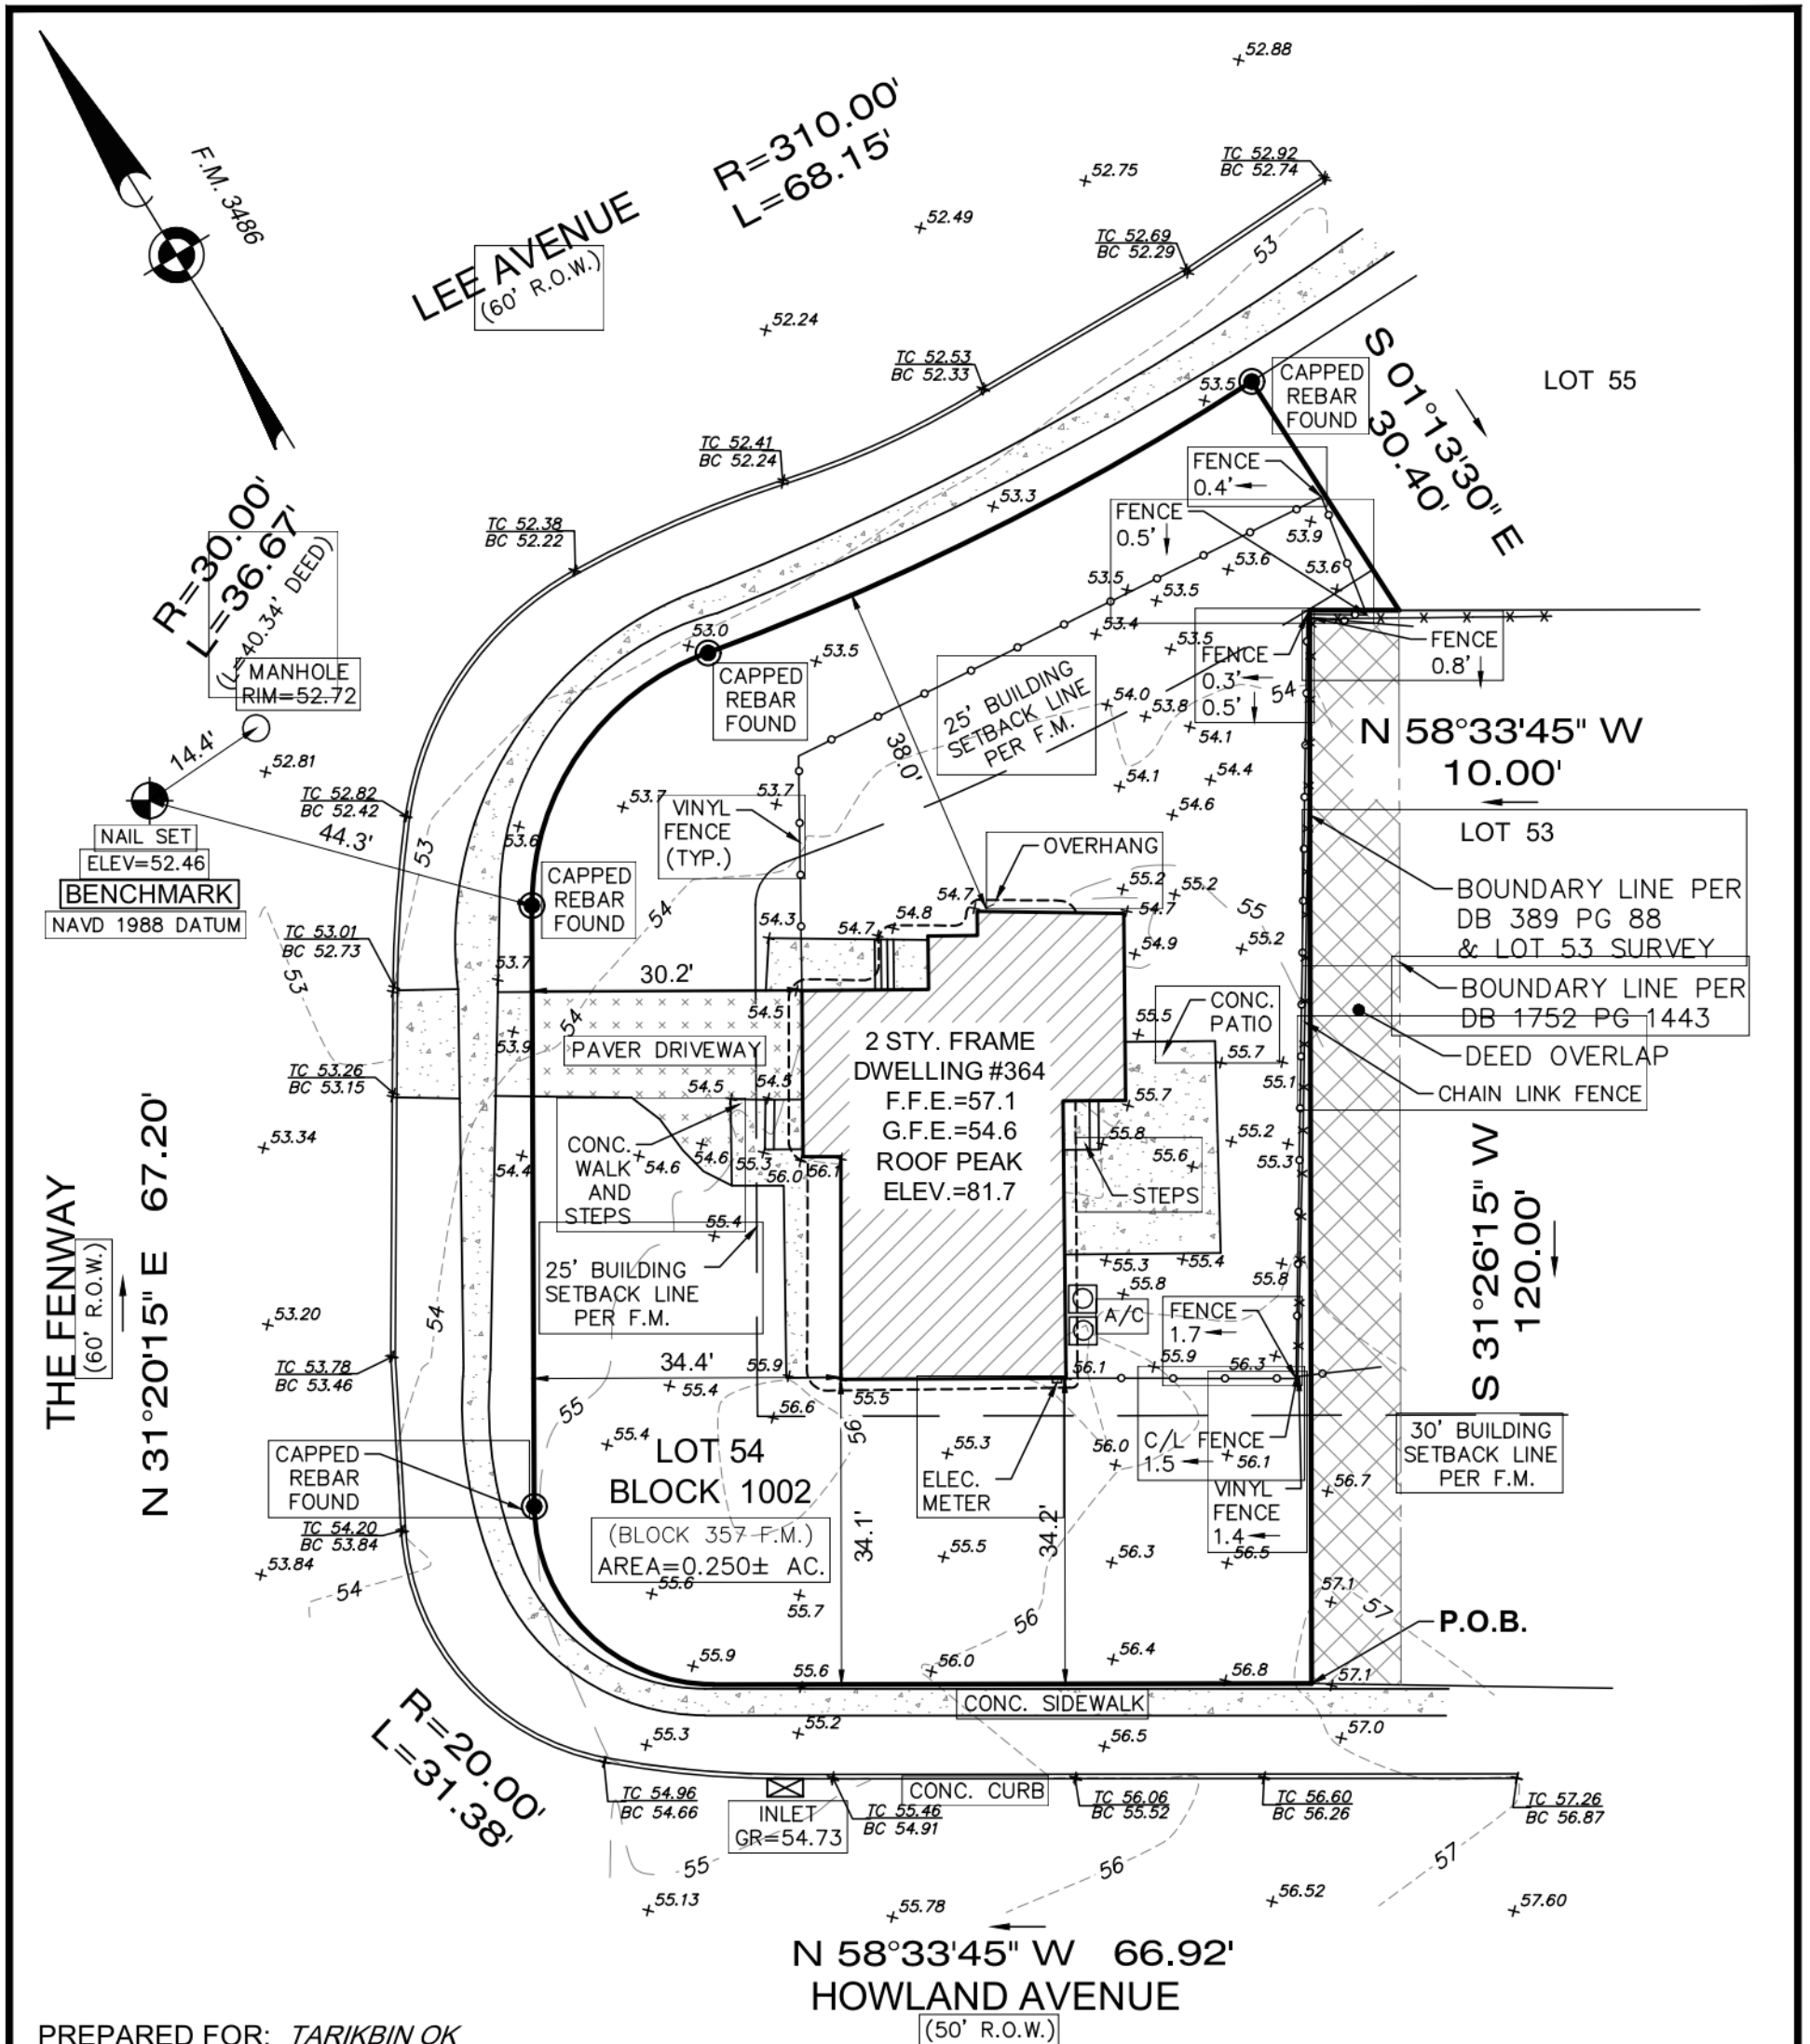 52.88
R=310.00'
L=68.15'
F.M. 3486
TC 52.92
BC 52.74
52.75
52.49
LEE AVENUE
(60' R.O.W.)
TC 52.69
BC 52.29
53
52.24
TC 52.53
BC 52.33
S 01°13'30" E
30.40'
LOT 55
53.5
CAPPED
REBAR
FOUND
TC 52.41
BC 52.24
FENCE
0.4'
53.3
FENCE
0.5'
53.9
R=30.00'
L=36.67'
(L=40.34' DEED)
TC 52.38
BC 52.22
53.6
53.6
53.5
53.5
53.0
53.4
53.5
53.5
FENCE
0.8'
FENCE
0.3'
0.5'
54
MANHOLE
RIM=52.72
CAPPED
REBAR
FOUND
25' BUILDING
SETBACK LINE
PER F.M.
54.0
53.8
54.1
N 58°33'45" W
10.00'
14.4'
52.81
38.0'
54.1
54.4
54.6
TC 52.82
BC 52.42
53.7
VINYL
FENCE
(TYP.)
53.7
NAIL SET
ELEV=52.46
BENCHMARK
NAVD 1988 DATUM
44.3'
53
53.6
OVERHANG
LOT 53
CAPPED
REBAR
FOUND
54
54.7
55.2
55.2
BOUNDARY LINE PER
DB 389 PG 88
& LOT 53 SURVEY
TC 53.01
BC 52.73
54.3
54.7
54.8
54.7
55
53
53.7
30.2'
54.9
55.2
BOUNDARY LINE PER
DB 1752 PG 1443
54
53.9
54.5
PAVER DRIVEWAY
2 STY. FRAME
DWELLING #364
F.F.E.=57.1
G.F.E.=54.6
ROOF PEAK
ELEV.=81.7
55.5
CONC.
PATIO
55.7
DEED OVERLAP
TC 53.26
BC 53.15
54.5
54.5
55.1
CHAIN LINK FENCE
55.7
53.34
54.4
CONC.
WALK
AND
STEPS
54.6
54.6
55.3
56.0
56.1
55.8
55.6
55.2
55.3
STEPS
S 31°26'15" W
120.00'
THE FENWAY
(60' R.O.W.)
N 31°20'15" E 67.20'
55.4
25' BUILDING
SETBACK LINE
PER F.M.
55.3
55.4
55.8
55.8
54
53.20
A/C
FENCE
1.7
TC 53.78
BC 53.46
34.4'
55.9
56.1
55.9
56.3
55.4
55.5
55
56.6
56
55.4
LOT 54
BLOCK 1002
(BLOCK 357 F.M.)
AREA=0.250± AC.
55.3
56.0
C/L FENCE
1.5
56.1
30' BUILDING
SETBACK LINE
PER F.M.
CAPPED
REBAR
FOUND
ELEC.
METER
VINYL
FENCE
1.4
56.7
TC 54.20
BC 53.84
34.1'
34.2'
53.84
55.5
56.3
56.5
54
55.6
55.7
56
57.1
57
P.O.B.
55.9
55.6
56.0
56.4
56.8
57.1
CONC. SIDEWALK
R=20.00'
L=31.38'
55.3
55.2
56.5
57.0
TC 54.96
BC 54.66
INLET
GR=54.73
CONC. CURB
TC 55.46
BC 54.91
TC 56.06
BC 55.52
TC 56.60
BC 56.26
TC 57.26
BC 56.87
55
56
57
55.13
55.78
56.52
57.60
N 58°33'45" W 66.92'
HOWLAND AVENUE
(50' R.O.W.)
PREPARED FOR: TARIKBIN OK